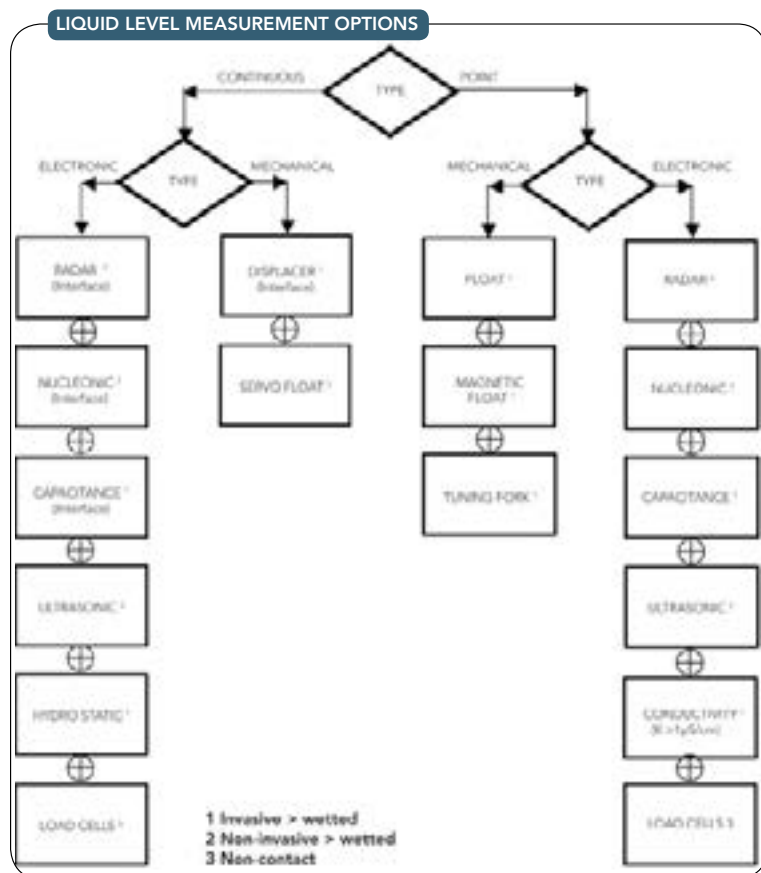 LIQUID LEVEL MEASUREMENT OPTIONS
CONTINUOUS
TYPE
POINT
ELECTRONIC
TYPE
MECHANICAL
MECHANICAL
TYPE
ELECTRONIC
RADAR
(Interface)
DISPLACER
(Interface)
FLOAT
RADAR
NUCLEONIC
(Interface)
SERVO FLOAT
MAGNETIC
FLOAT
NUCLEONIC
CAPACITANCE
(Interface)
TUNING FORK
CAPACITANCE
ULTRASONIC
ULTRASONIC
HYDRO STATIC
CONDUCTIVITY
LOAD CELLS
LOAD CELLS 3
1 Invasive > wetted
2 Non-invasive > wetted
3 Non-contact